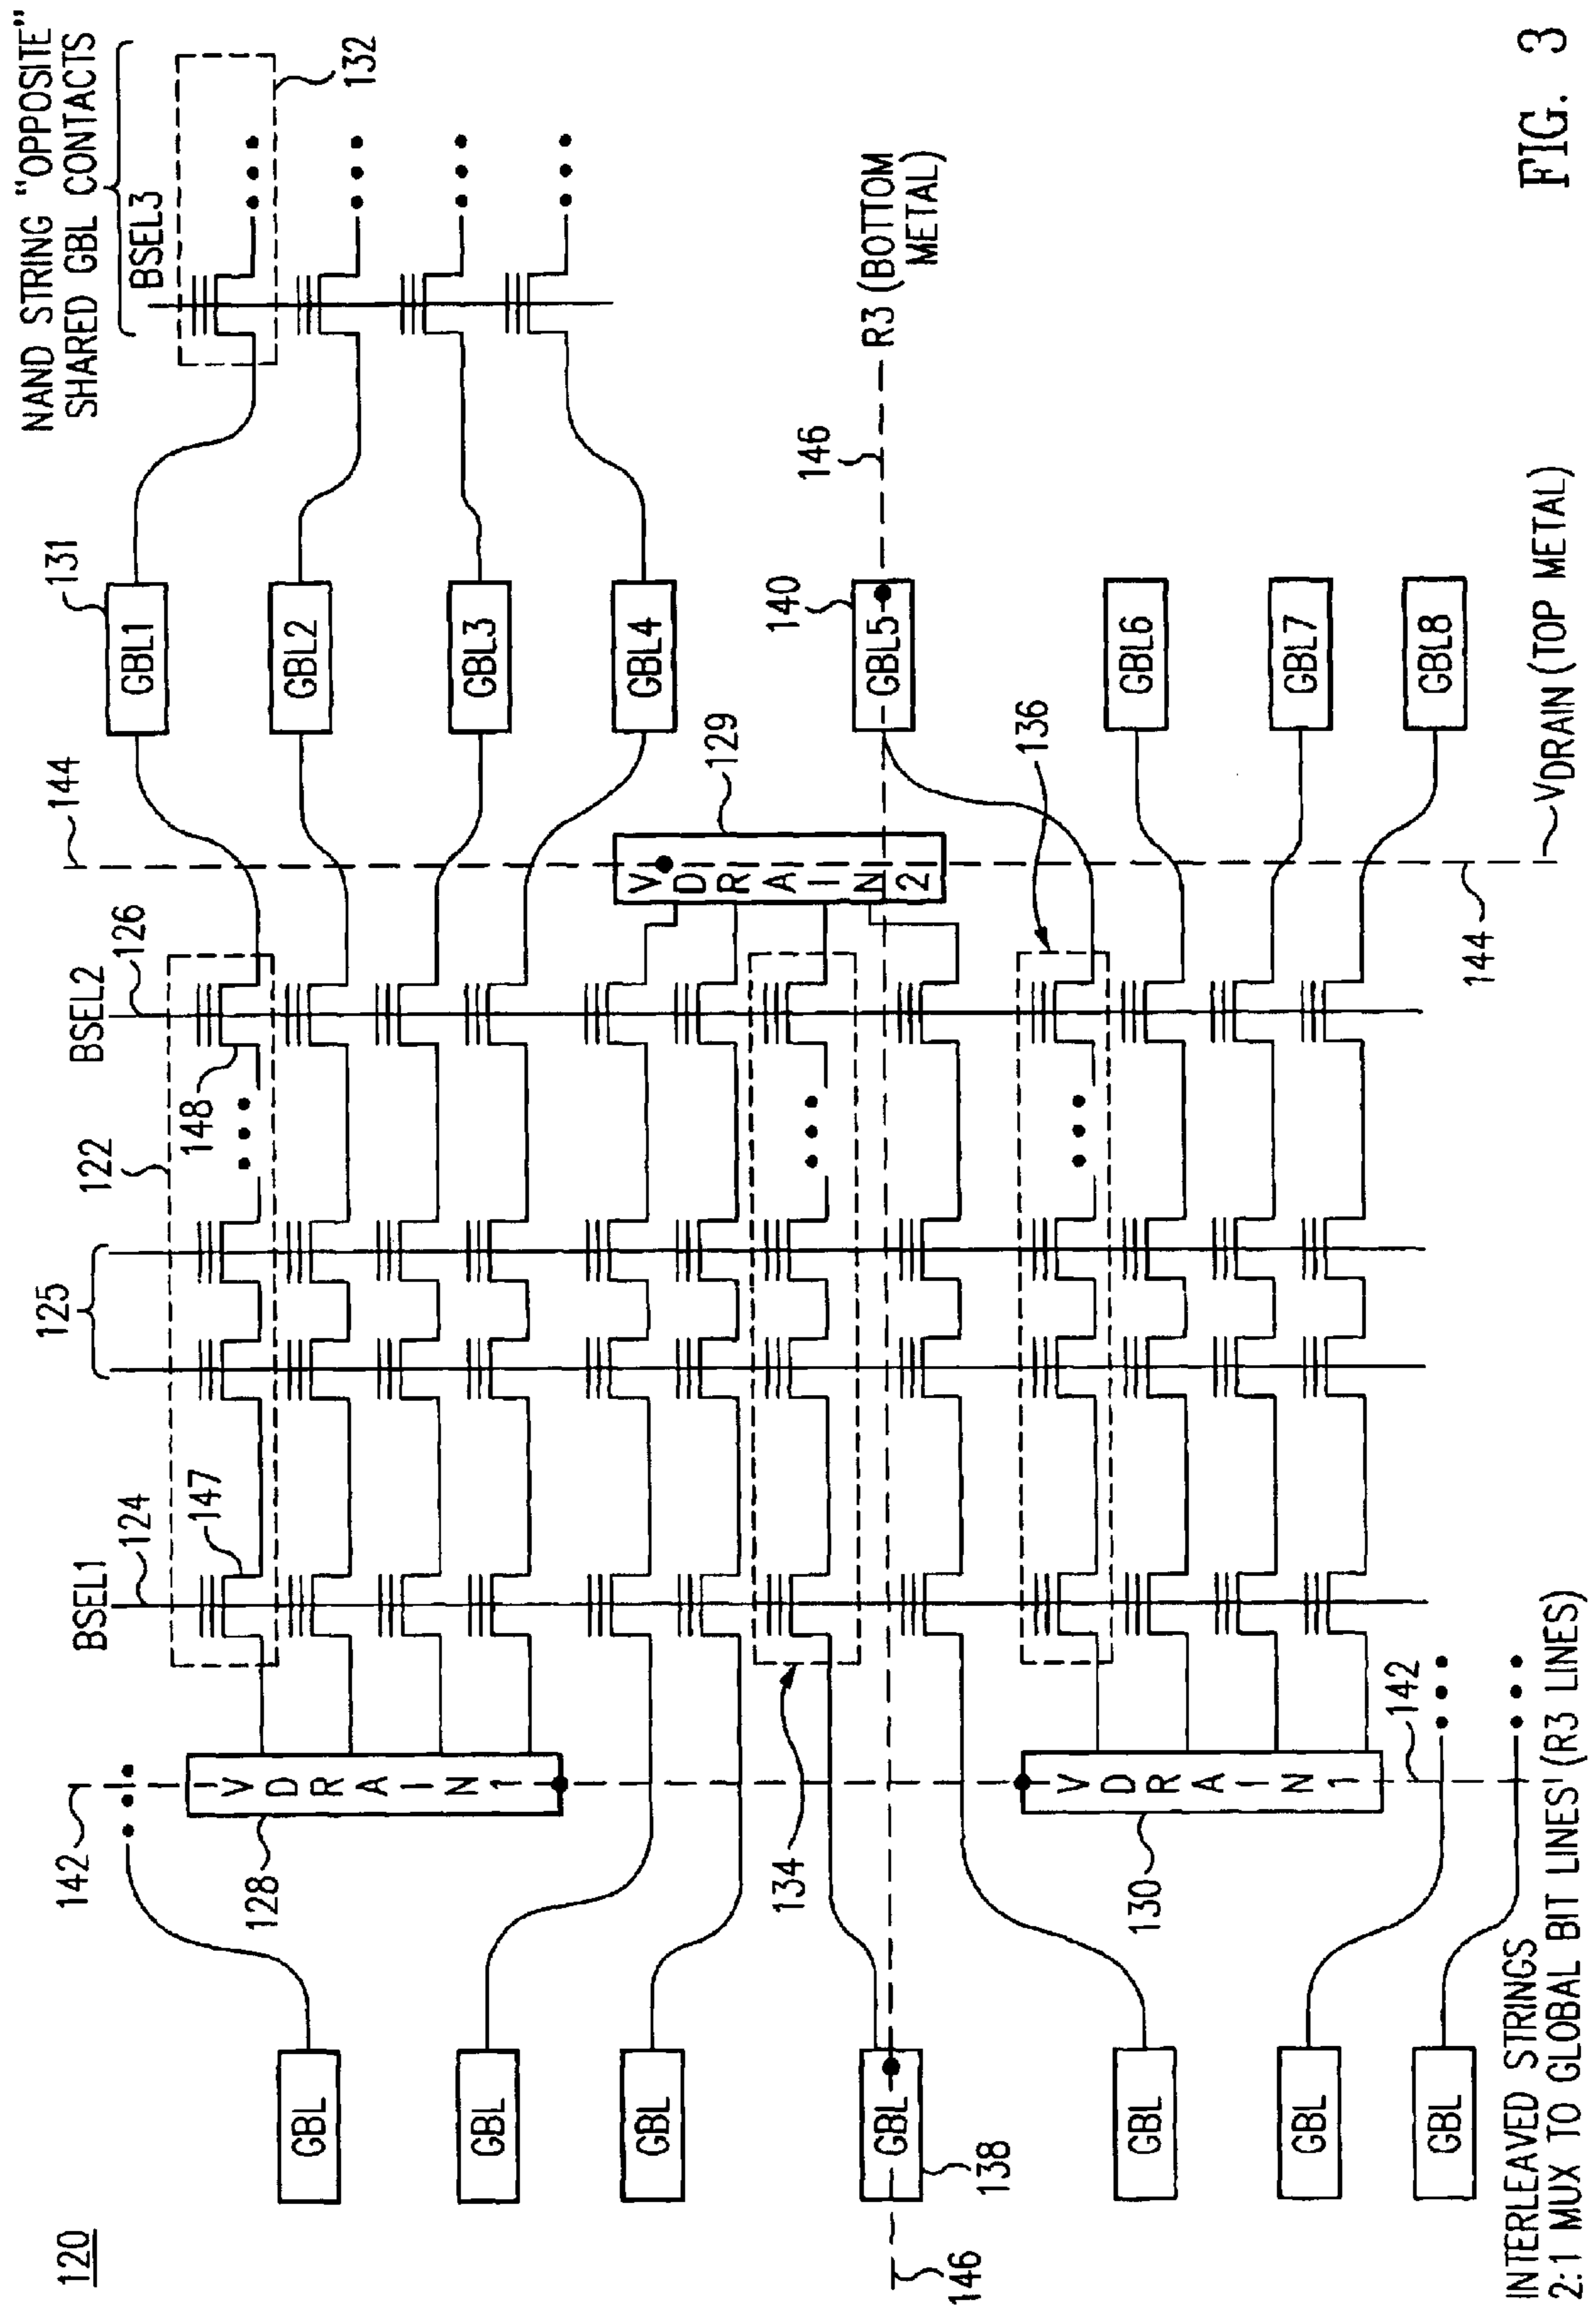 120
NAND STRING "OPPOSITE"
SHARED GBL CONTACTS
BSEL3
132
131
GBL1
GBL2
GBL3
GBL4
144
129
VDRAIN2
140
GBL5
146
R3 (BOTTOM
METAL)
136
GBL6
GBL7
GBL8
144
VDRAIN (TOP METAL)
BSEL2
126
148
122
125
BSEL1
124
147
142
128
VDRAIN1
134
130
VDRAIN1
142
GBL
GBL
GBL
GBL
138
146
GBL
GBL
GBL
INTERLEAVED STRINGS
2:1 MUX TO GLOBAL BIT LINES' (R3 LINES)
FIG. 3